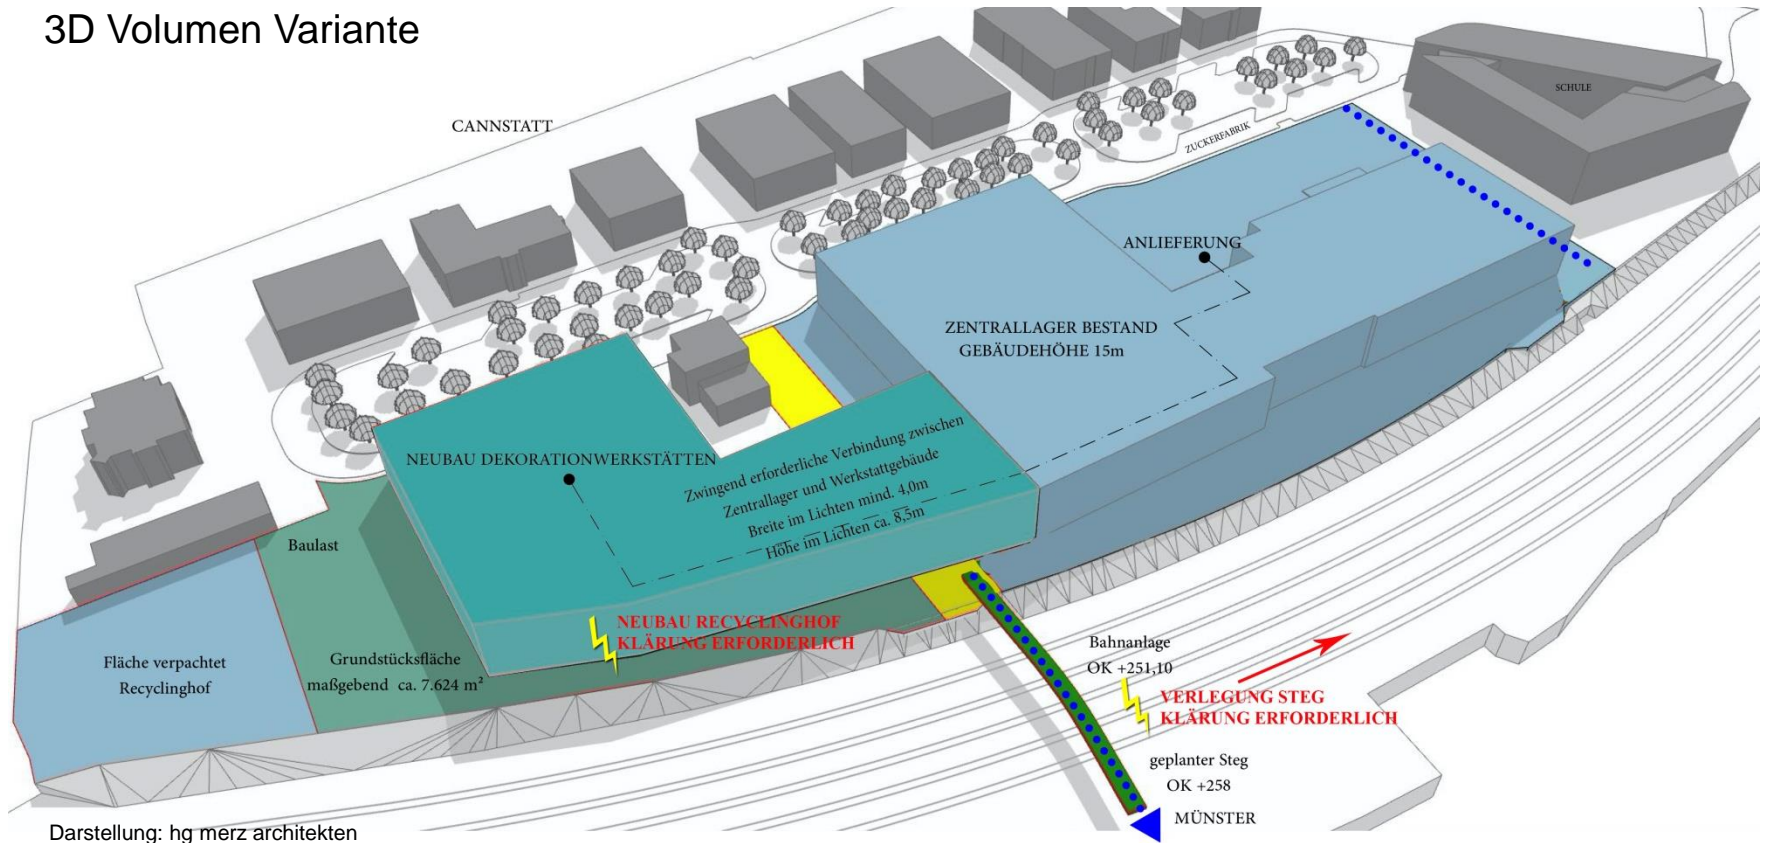 3D Volumen Variante
CANNSTATT
SCHULE
ZUCKERFABRIK
ANLIEFERUNG
ZENTRALLAGER BESTAND
GEBÄUDEHÖHE 15m
NEUBAU DEKORATIONWERKSTÄTTEN
Zwingend erforderliche Verbindung zwischen
Zentrallager und Werkstattgebäude
Breite im Lichten mind. 4,0m
Höhe im Lichten ca. 8,5m
Baulast
NEUBAU RECYCLINGHOF
KLÄRUNG ERFORDERLICH
Fläche verpachtet
Recyclinghof
Grundstücksfläche
maßgebend ca. 7.624 m²
Bahnanlage
OK +251,10
VERLEGUNG STEG
KLÄRUNG ERFORDERLICH
geplanter Steg
OK +258
MÜNSTER
Darstellung: hg merz architekten